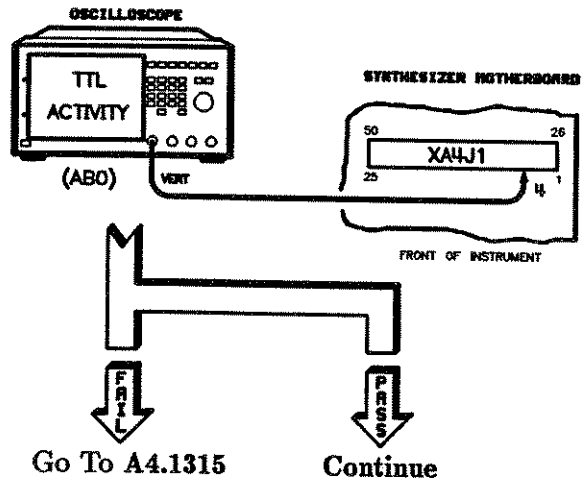 OSCILLOSCOPE
TTL
ACTIVITY
(AB0)
VERT
SYNTHESIZER MOTHERBOARD
50
26
XA4J1
25
4
1
FRONT OF INSTRUMENT
FAIL
PASS
Go To A4.1315
Continue